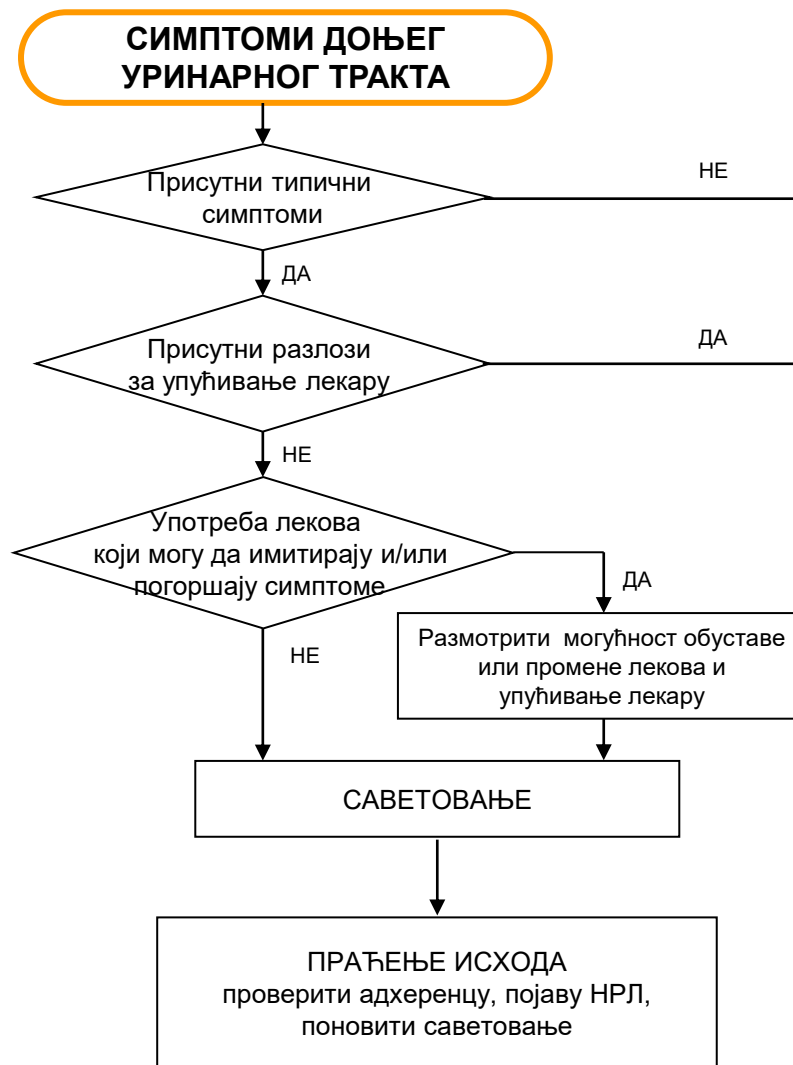 СИМПТОМИ ДОЊЕГ
УРИНАРНОГ ТРАКТА
Присутни типични
симптоми
НЕ
ДА
Присутни разлози
за упућивање лекару
ДА
НЕ
Употреба лекова
који могу да имитирају и/или
погоршају симптоме
ДА
НЕ
Размотрити могућност обуставе
или промене лекова и
упућивање лекару
САВЕТОВАЊЕ
ПРАЋЕЊЕ ИСХОДА
проверити адхеренцу, појаву НРЛ,
поновити саветовање